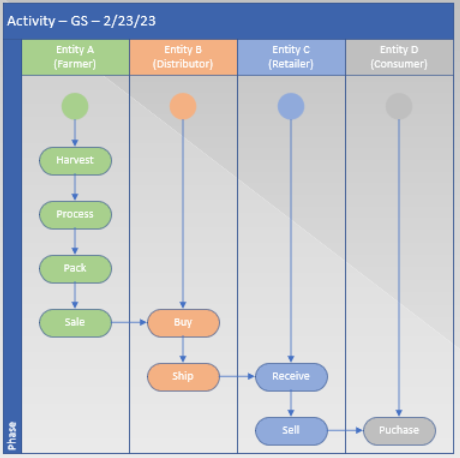 Activity – GS – 2/23/23
Entity A
(Farmer)
Entity B
(Distributor)
Entity C
(Retailer)
Entity D
(Consumer)
Harvest
Process
Pack
Sale
Buy
Ship
Receive
Sell
Puchase
Phase